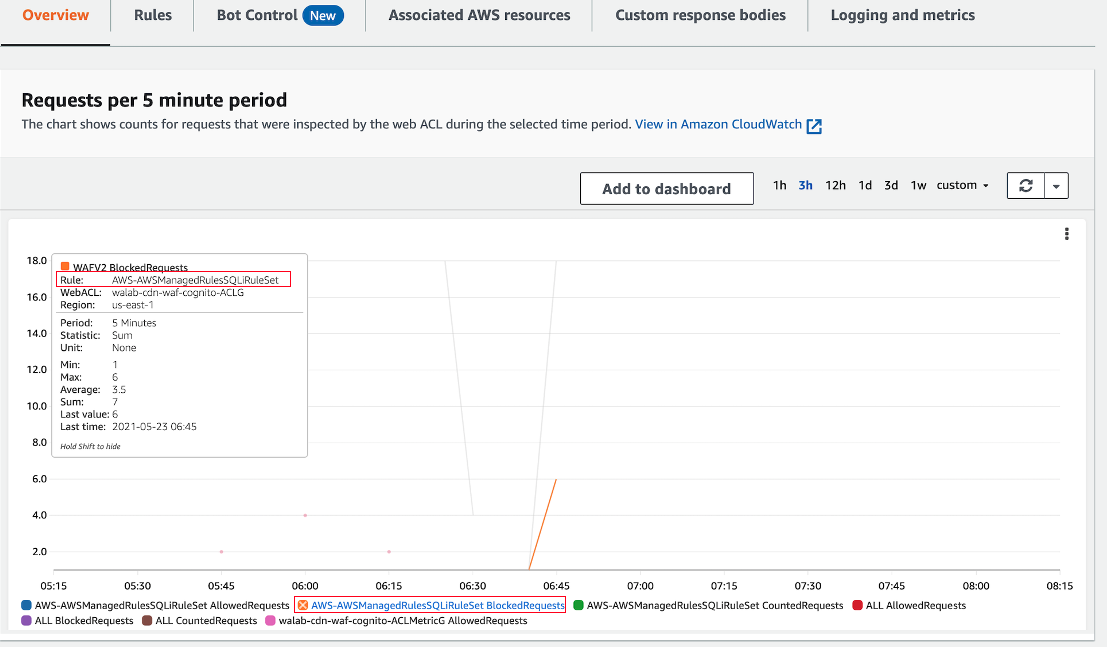 Overview Rules Bot Control New Associated AWS resources Custom response bodies Logging and metrics
Requests per 5 minute period
The chart shows counts for requests that were inspected by the web ACL during the selected time period. View in Amazon CloudWatch
Add to dashboard 1h 3h 12h 1d 3d 1w custom
18.0
16.0
14.0
12.0
10.0
8.0
6.0
4.0
2.0
WAFV2 BlockedRequests
Rule: AWS-AWSManagedRulesSQLiRuleSet
WebACL: walab-cdn-waf-cognito-ACLG
Region: us-east-1
Period: 5 Minutes
Statistic: Sum
Unit: None
Min: 1
Max: 6
Average: 3.5
Sum: 7
Last value: 6
Last time: 2021-05-23 06:45
Hold Shift to hide
05:15 05:30 05:45 06:00 06:15 06:30 06:45 07:00 07:15 07:30 07:45 08:00 08:15
AWS-AWSManagedRulesSQLiRuleSet AllowedRequests AWS-AWSManagedRulesSQLiRuleSet BlockedRequests AWS-AWSManagedRulesSQLiRuleSet CountedRequests ALL AllowedRequests
ALL BlockedRequests ALL CountedRequests walab-cdn-waf-cognito-ACLMetricG AllowedRequests